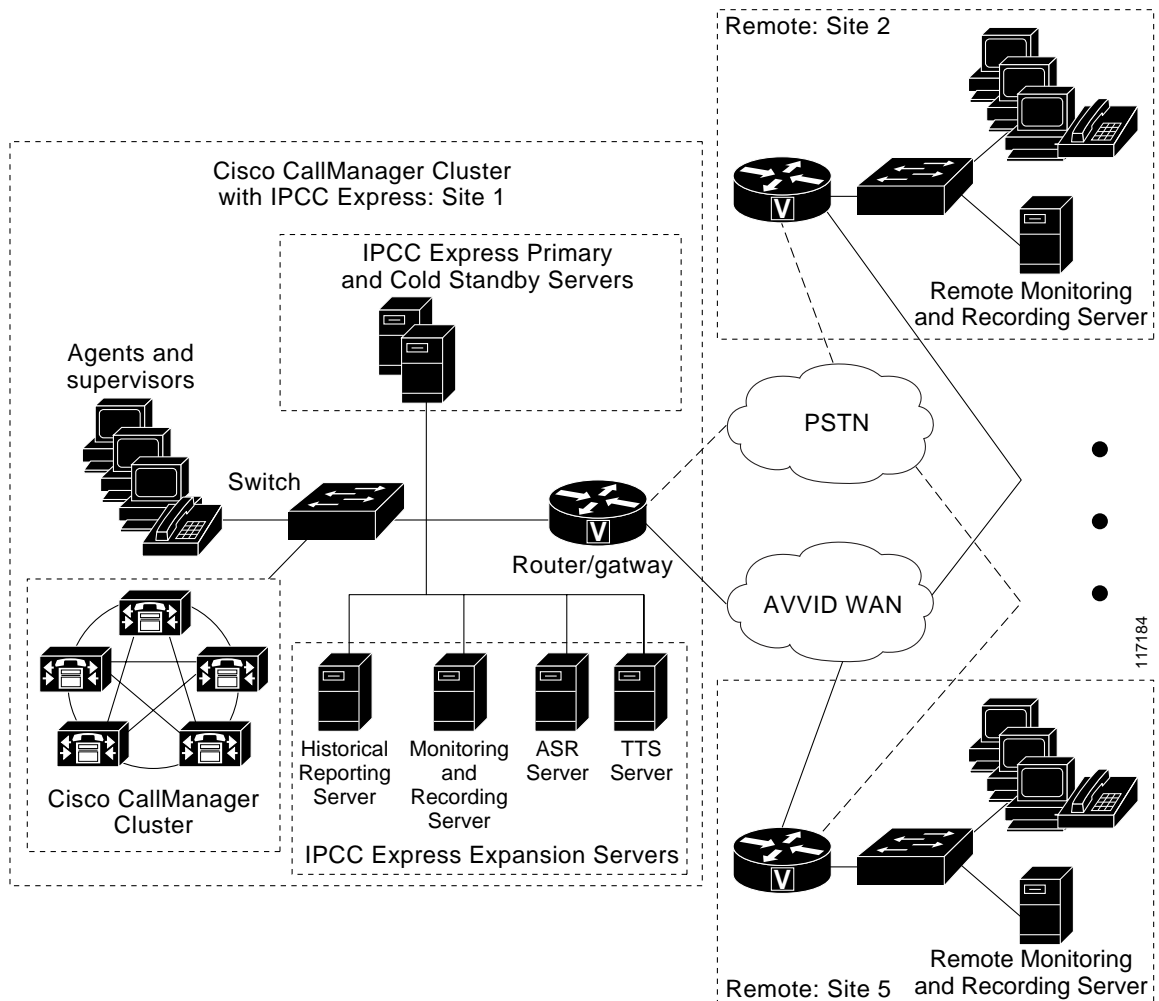 Remote: Site 2
Cisco CallManager Cluster
with IPCC Express: Site 1
IPCC Express Primary
and Cold Standby Servers
V
Remote Monitoring
and Recording Server
Agents and
supervisors
PSTN
Switch
V
Router/gatway
AVVID WAN
117184
Historical
Reporting
Server
Monitoring
and
Recording
Server
ASR
Server
TTS
Server
Cisco CallManager
Cluster
IPCC Express Expansion Servers
V
Remote Monitoring
and Recording Server
Remote: Site 5